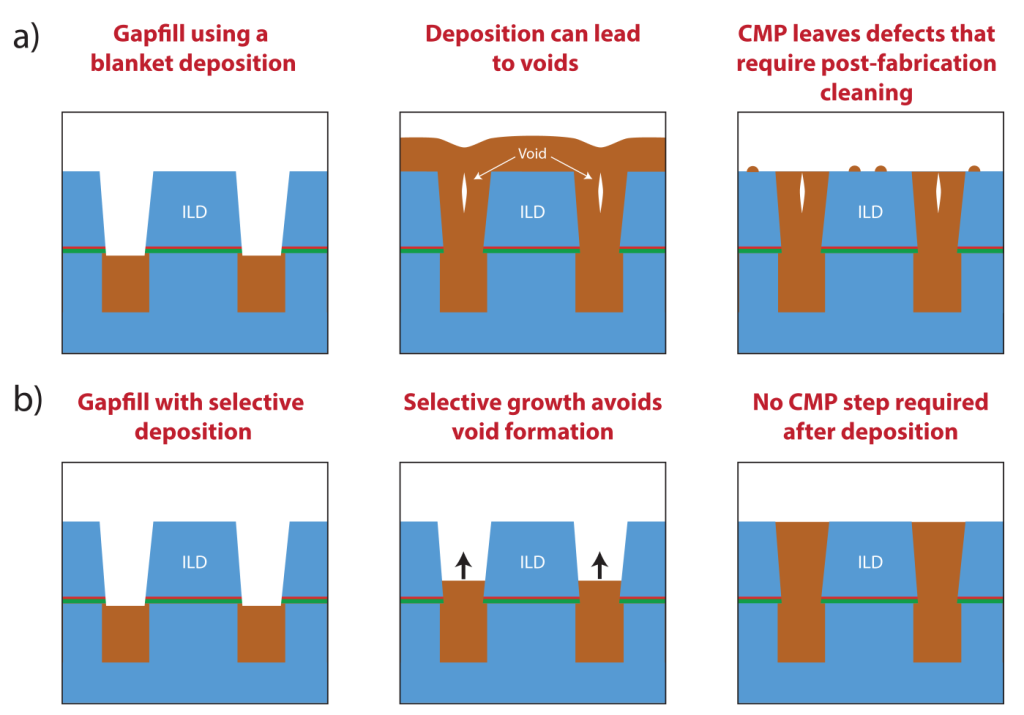 a)
Gapfill using a
blanket deposition
Deposition can lead
to voids
CMP leaves defects that
require post-fabrication
cleaning
ILD
Void
ILD
ILD
b)
Gapfill with selective
deposition
Selective growth avoids
void formation
No CMP step required
after deposition
ILD
ILD
ILD